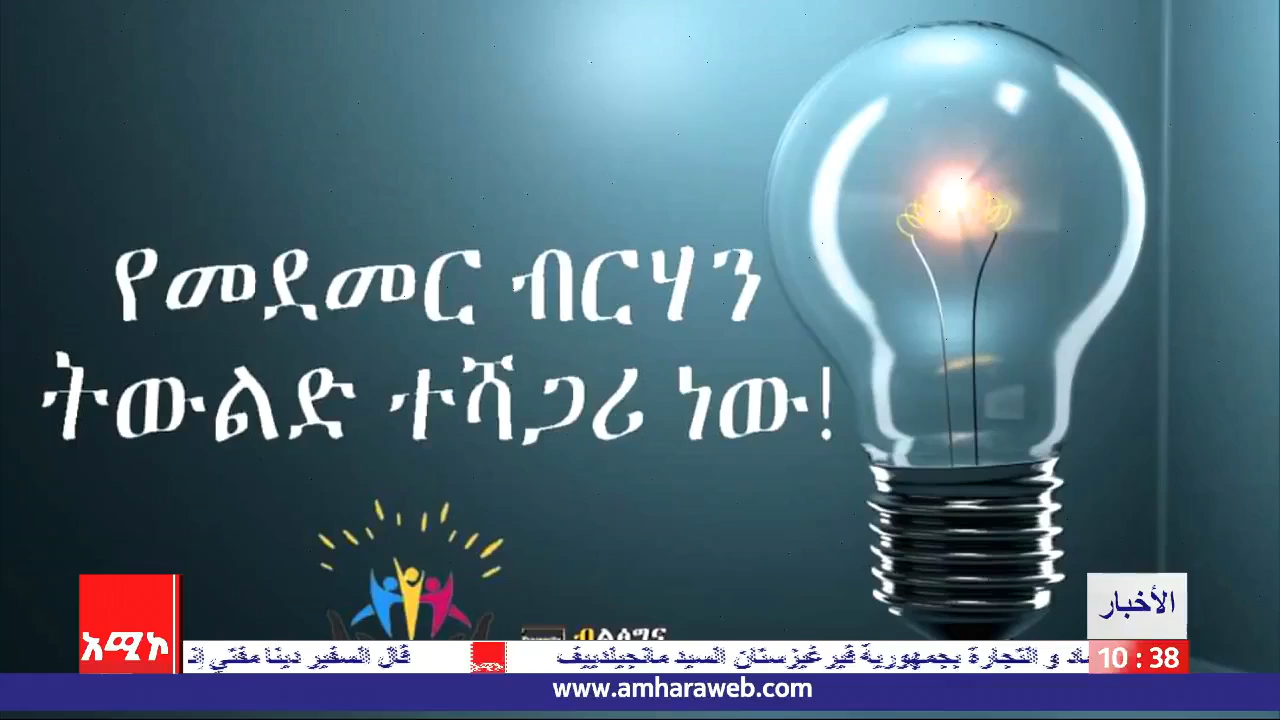 የመደመር ብርሃን
ትውልድ ተሻጋሪ ነው!
ብልፅግና
الأخبار
አሚኮ
قال السفير دينا مفتي
و التجارة بجمهورية قيرغيزستان السيد
10 : 38
www.amharaweb.com